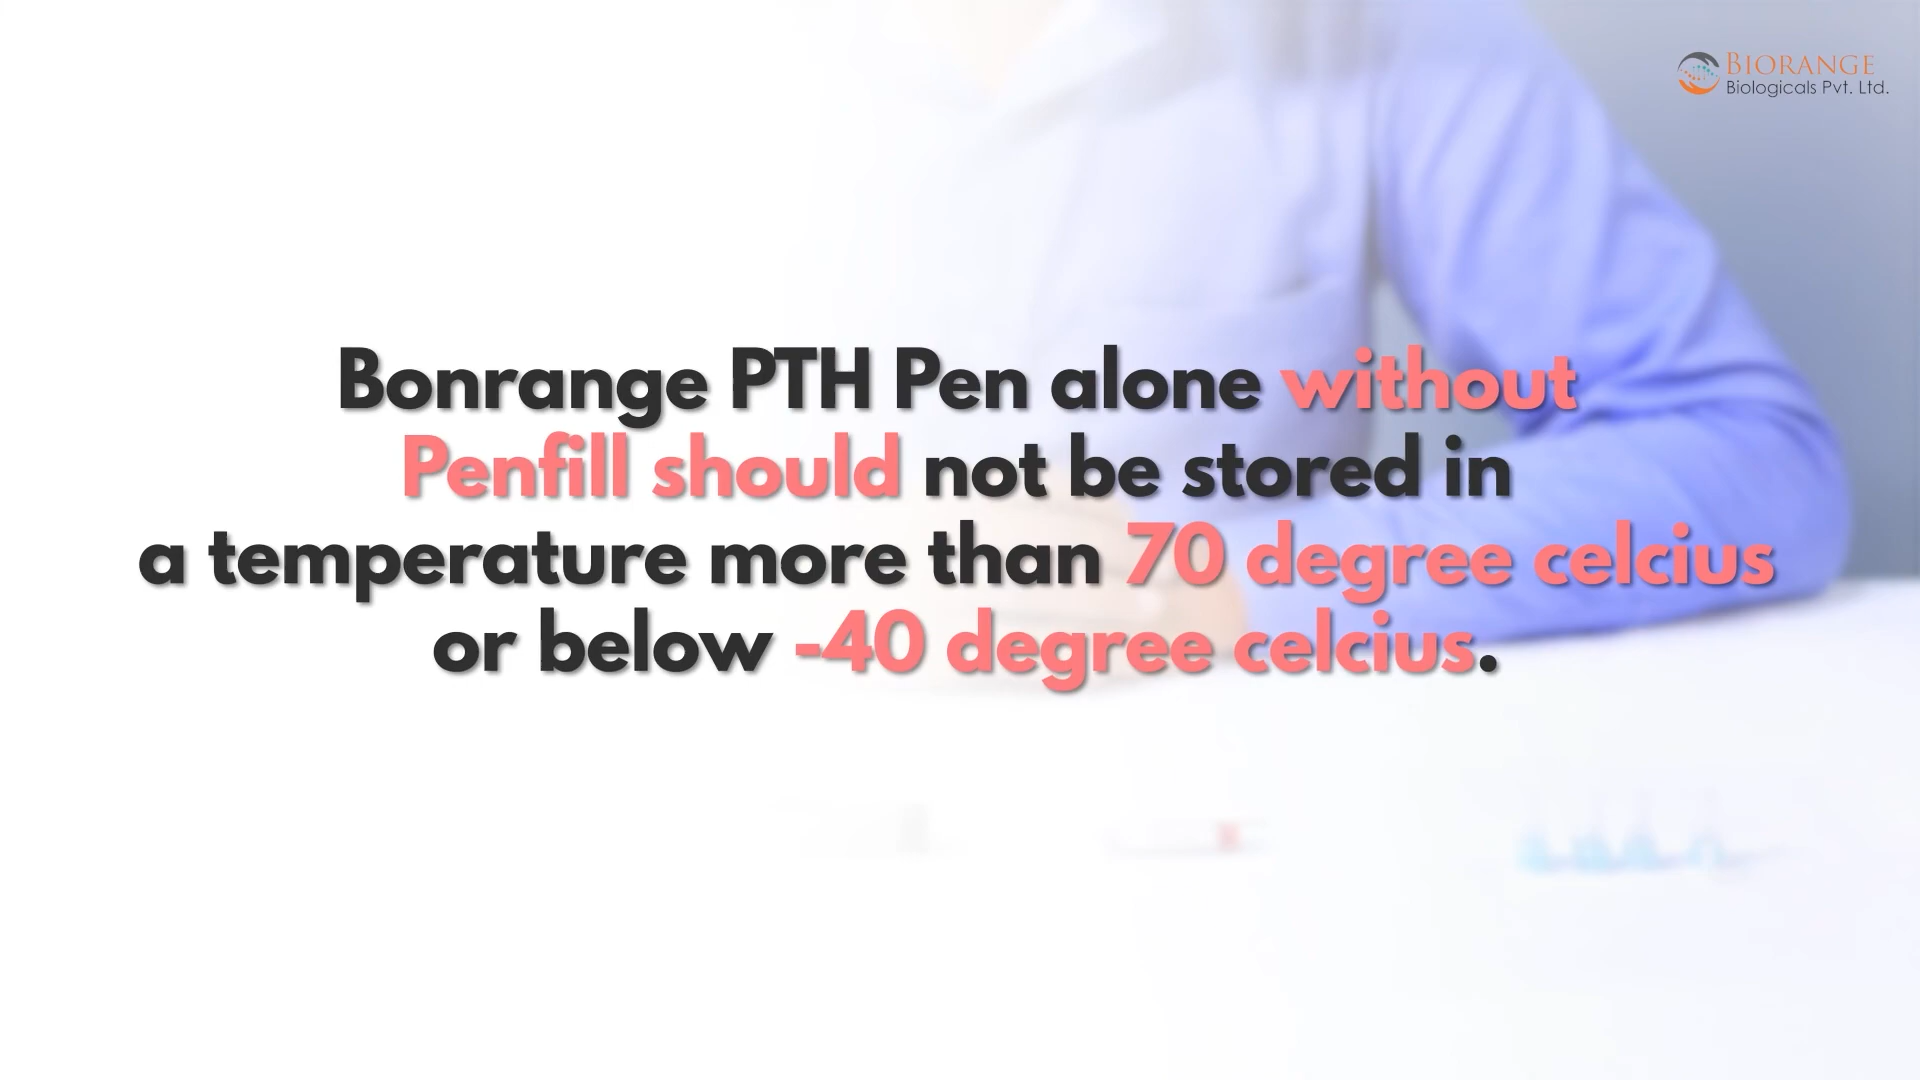 BIORANGE
Biologicals Pvt. Ltd.
Bonrange PTH Pen alone without
Penfill should not be stored in
a temperature more than 70 degree celcius
or below -40 degree celcius.